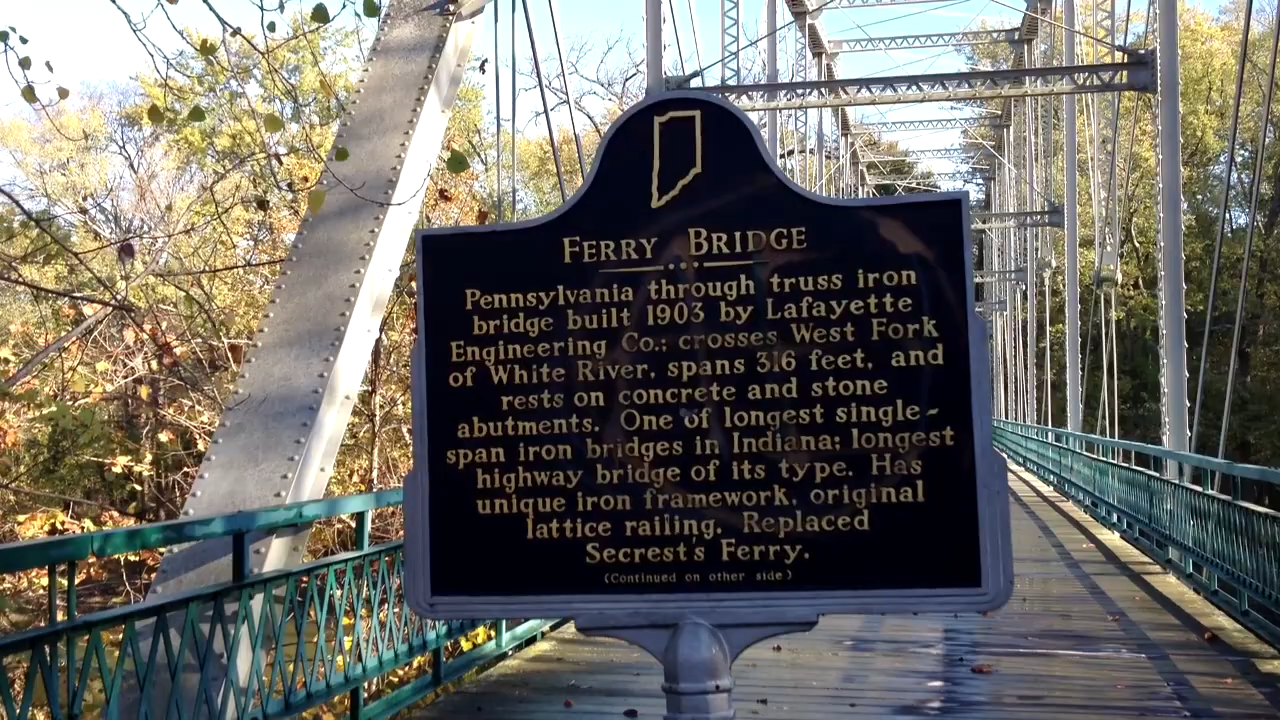 FERRY BRIDGE
Pennsylvania through truss iron
bridge built 1903 by Lafayette
Engineering Co.; crosses West Fork
of White River, spans 316 feet, and
rests on concrete and stone
abutments. One of longest single-
span iron bridges in Indiana; longest
highway bridge of its type. Has
unique iron framework, original
lattice railing. Replaced
Secrest's Ferry.
(Continued on other side)